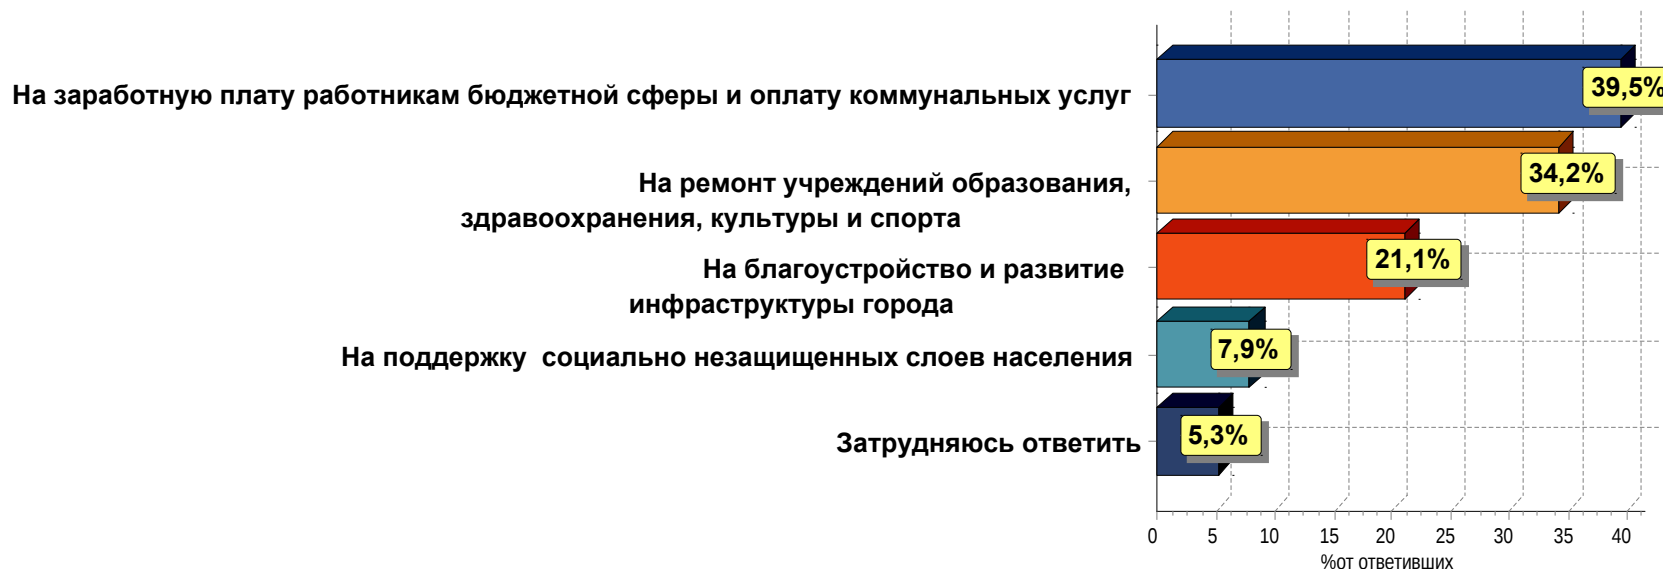 На заработную плату работникам бюджетной сферы и оплату коммунальных услуг
39,5%
На ремонт учреждений образования,
здравоохранения, культуры и спорта
34,2%
На благоустройство и развитие
инфраструктуры города
21,1%
На поддержку социально незащищенных слоев населения
7,9%
Затрудняюсь ответить
5,3%
0 5 10 15 20 25 30 35 40
%от ответивших